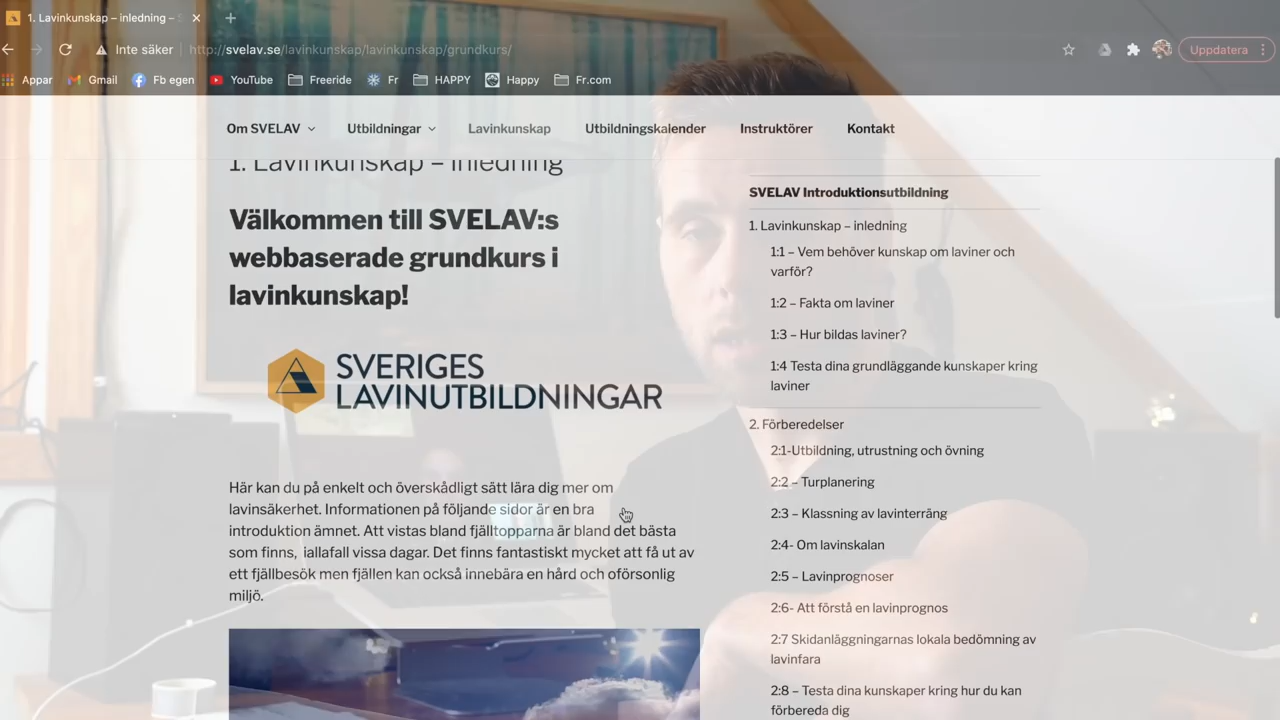 1. Lavinkunskap – inledning –
Inte säker
http://svelav.se/lavinkunskap/lavinkunskap/grundkurs/
Uppdatera
Appar
Gmail
Fb egen
YouTube
Freeride
Fr
HAPPY
Happy
Fr.com
Om SVELAV
Utbildningar
Lavinkunskap
Utbildningskalender
Instruktörer
Kontakt
1. Lavinkunskap – inledning
Välkommen till SVELAV:s
webbaserade grundkurs i
lavinkunskap!
SVERIGES
LAVINUTBILDNINGAR
Här kan du på enkelt och överskådligt sätt lära dig mer om
lavinsäkerhet. Informationen på följande sidor är en bra
introduktion ämnet. Att vistas bland fjälltopparna är bland det bästa
som finns, iallafall vissa dagar. Det finns fantastiskt mycket att få ut av
ett fjällbesök men fjällen kan också innebära en hård och oförsonlig
miljö.
SVELAV Introduktionsutbildning
1. Lavinkunskap – inledning
1:1 – Vem behöver kunskap om laviner och
varför?
1:2 – Fakta om laviner
1:3 – Hur bildas laviner?
1:4 Testa dina grundläggande kunskaper kring
laviner
2. Förberedelser
2:1-Utbildning, utrustning och övning
2:2 – Turplanering
2:3 – Klassning av lavinterräng
2:4- Om lavinskalan
2:5 – Lavinprognoser
2:6- Att förstå en lavinprognos
2:7 Skidanläggningarnas lokala bedömning av
lavinfara
2:8 – Testa dina kunskaper kring hur du kan
förbereda dig